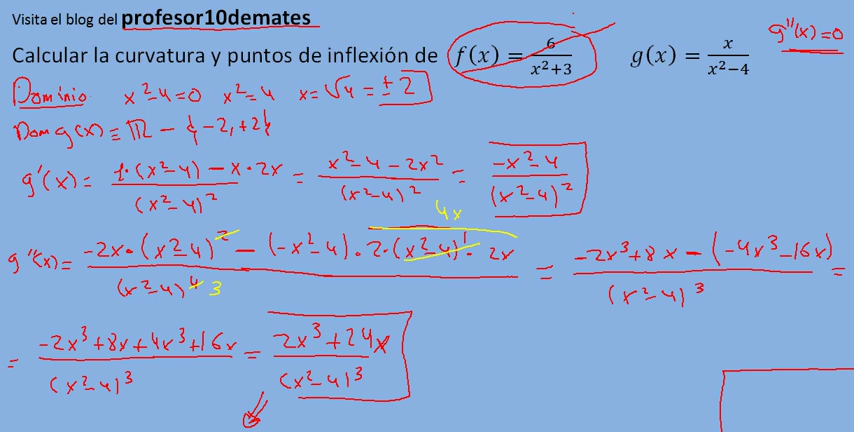 Visita el blog del profesor10demates
g''(x)=0
Calcular la curvatura y puntos de inflexión de f(x) = 6/(x²+3)    g(x) = x/(x²−4)
Dominio x²-4=0 x²=4 x=√4 = ±2
Dom g(x) = R - {-2,+2}
g'(x) = (1·(x²-4) - x·2x)/(x²-4)² = (x²-4-2x²)/(x²-4)² = (-x²-4)/(x²-4)²
4x
g''(x) = (-2x·(x²-4)² - (-x²-4)·2·(x²-4)¹·2x)/(x²-4)⁴ 3 = (-2x³+8x-(-4x³-16x))/(x²-4)³ =
= (-2x³+8x+4x³+16x)/(x²-4)³ = (2x³+24x)/(x²-4)³